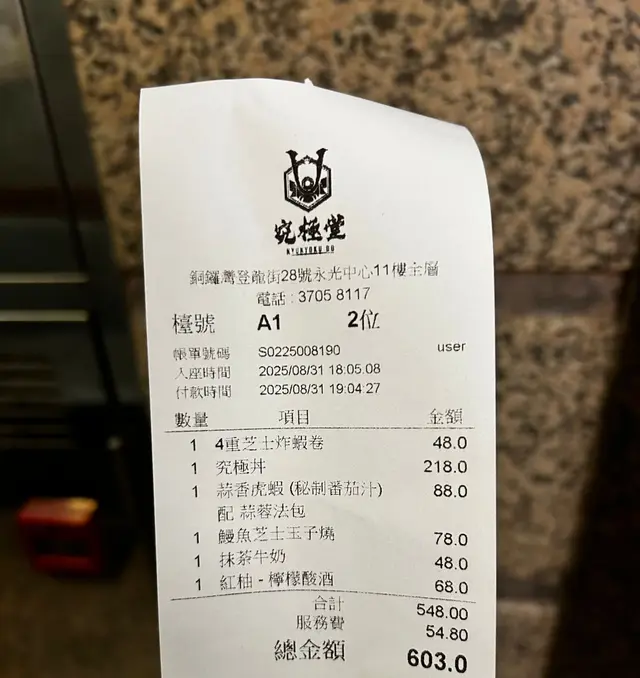 究極堂
KYUKYOKU DO
銅鑼灣登龍街28號永光中心11樓全層
電話 : 3705 8117
檯號 A1 2位
帳單號碼 S0225008190 user
入座時間 2025/08/31 18:05:08
付款時間 2025/08/31 19:04:27
數量 項目 金額
1 4重芝士炸蝦卷 48.0
1 究極丼 218.0
1 蒜香虎蝦 (秘制番茄汁) 88.0
配 蒜蓉法包
1 鰻魚芝士玉子燒 78.0
1 抹茶牛奶 48.0
1 紅柚 - 檸檬酸酒 68.0
合計 548.00
服務費 54.80
總金額 603.0